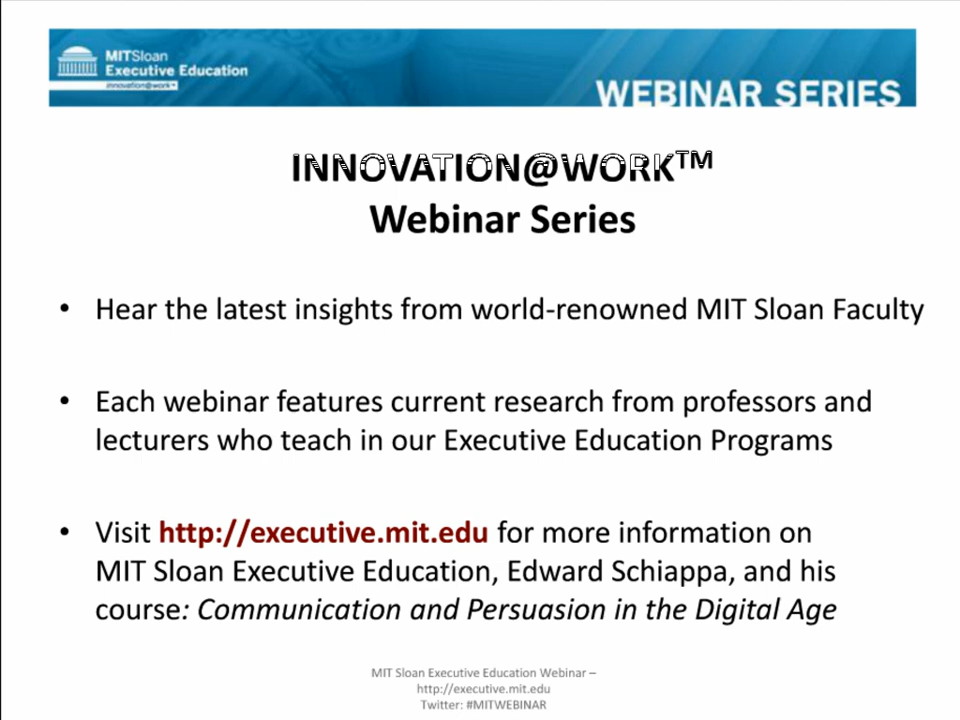 MITSloan
Executive Education
innovation@work™
WEBINAR SERIES
INNOVATION@WORK™
Webinar Series
• Hear the latest insights from world-renowned MIT Sloan Faculty
• Each webinar features current research from professors and
lecturers who teach in our Executive Education Programs
• Visit http://executive.mit.edu for more information on
MIT Sloan Executive Education, Edward Schiappa, and his
course: Communication and Persuasion in the Digital Age
MIT Sloan Executive Education Webinar –
http://executive.mit.edu
Twitter: #MITWEBINAR